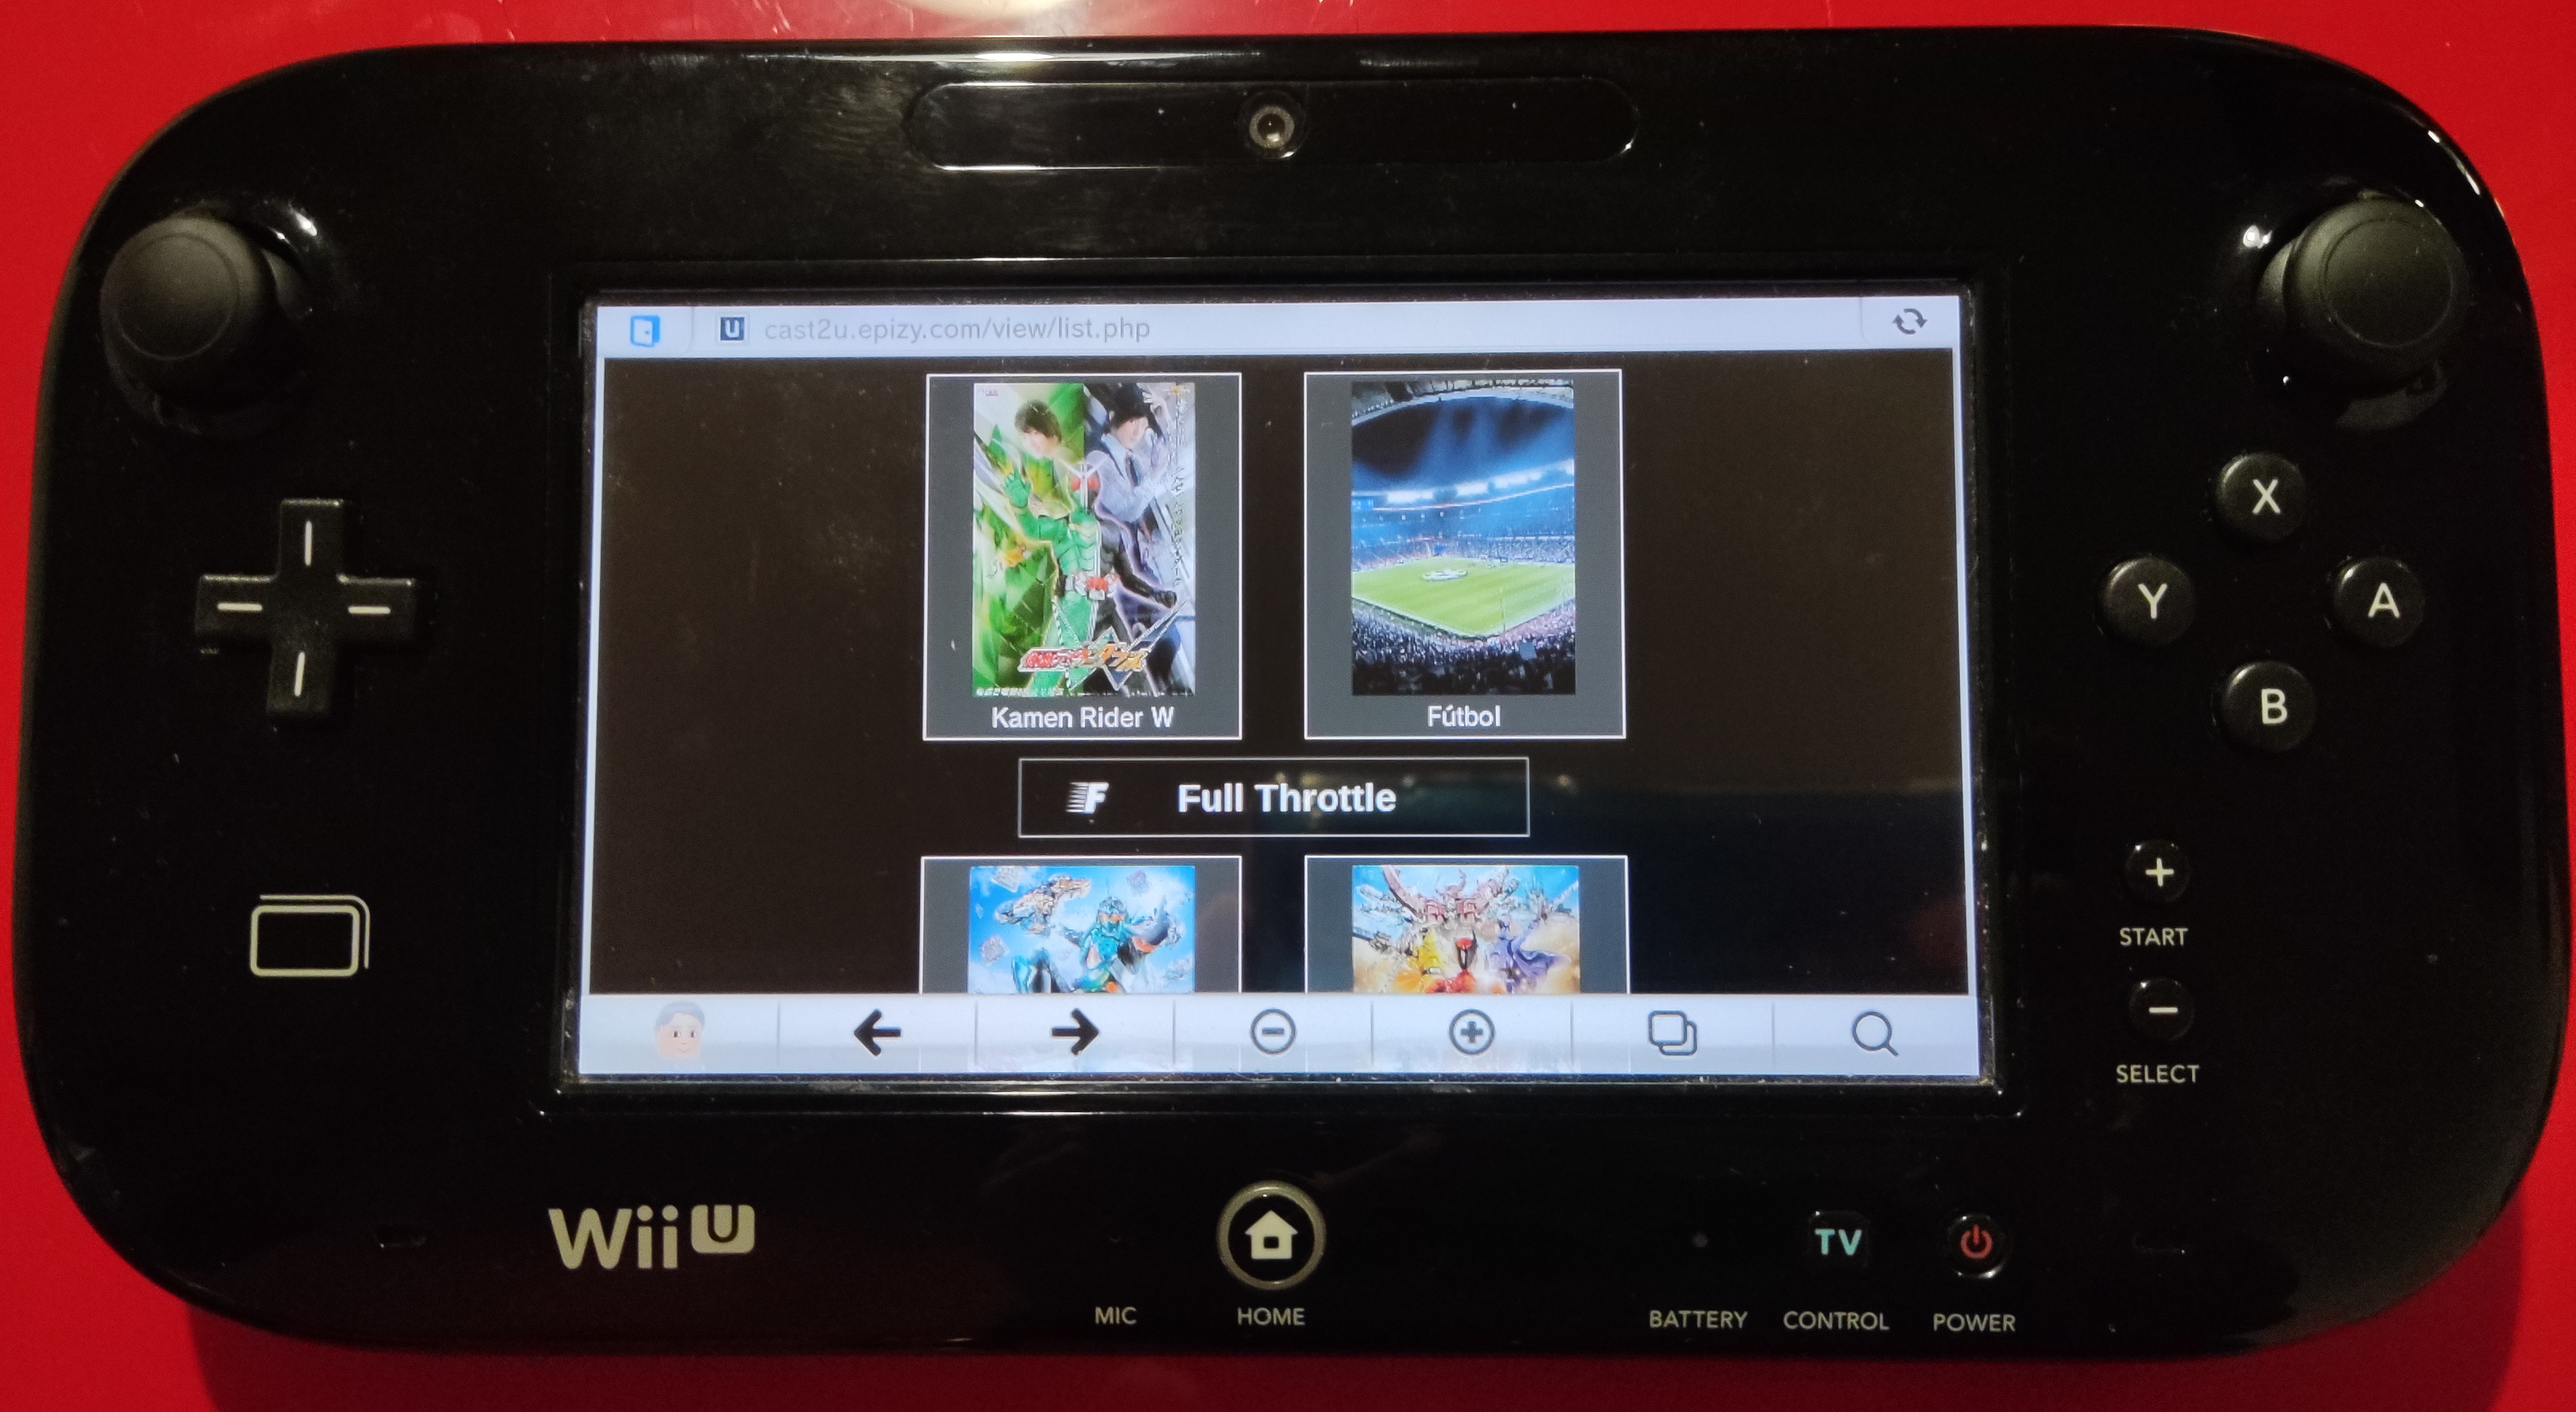 cast2u.epizy.com/view/list.php
Kamen Rider W
Fútbol
F Full Throttle
X
Y
A
B
+
START
−
SELECT
Wii U
TV
MIC
HOME
BATTERY
CONTROL
POWER